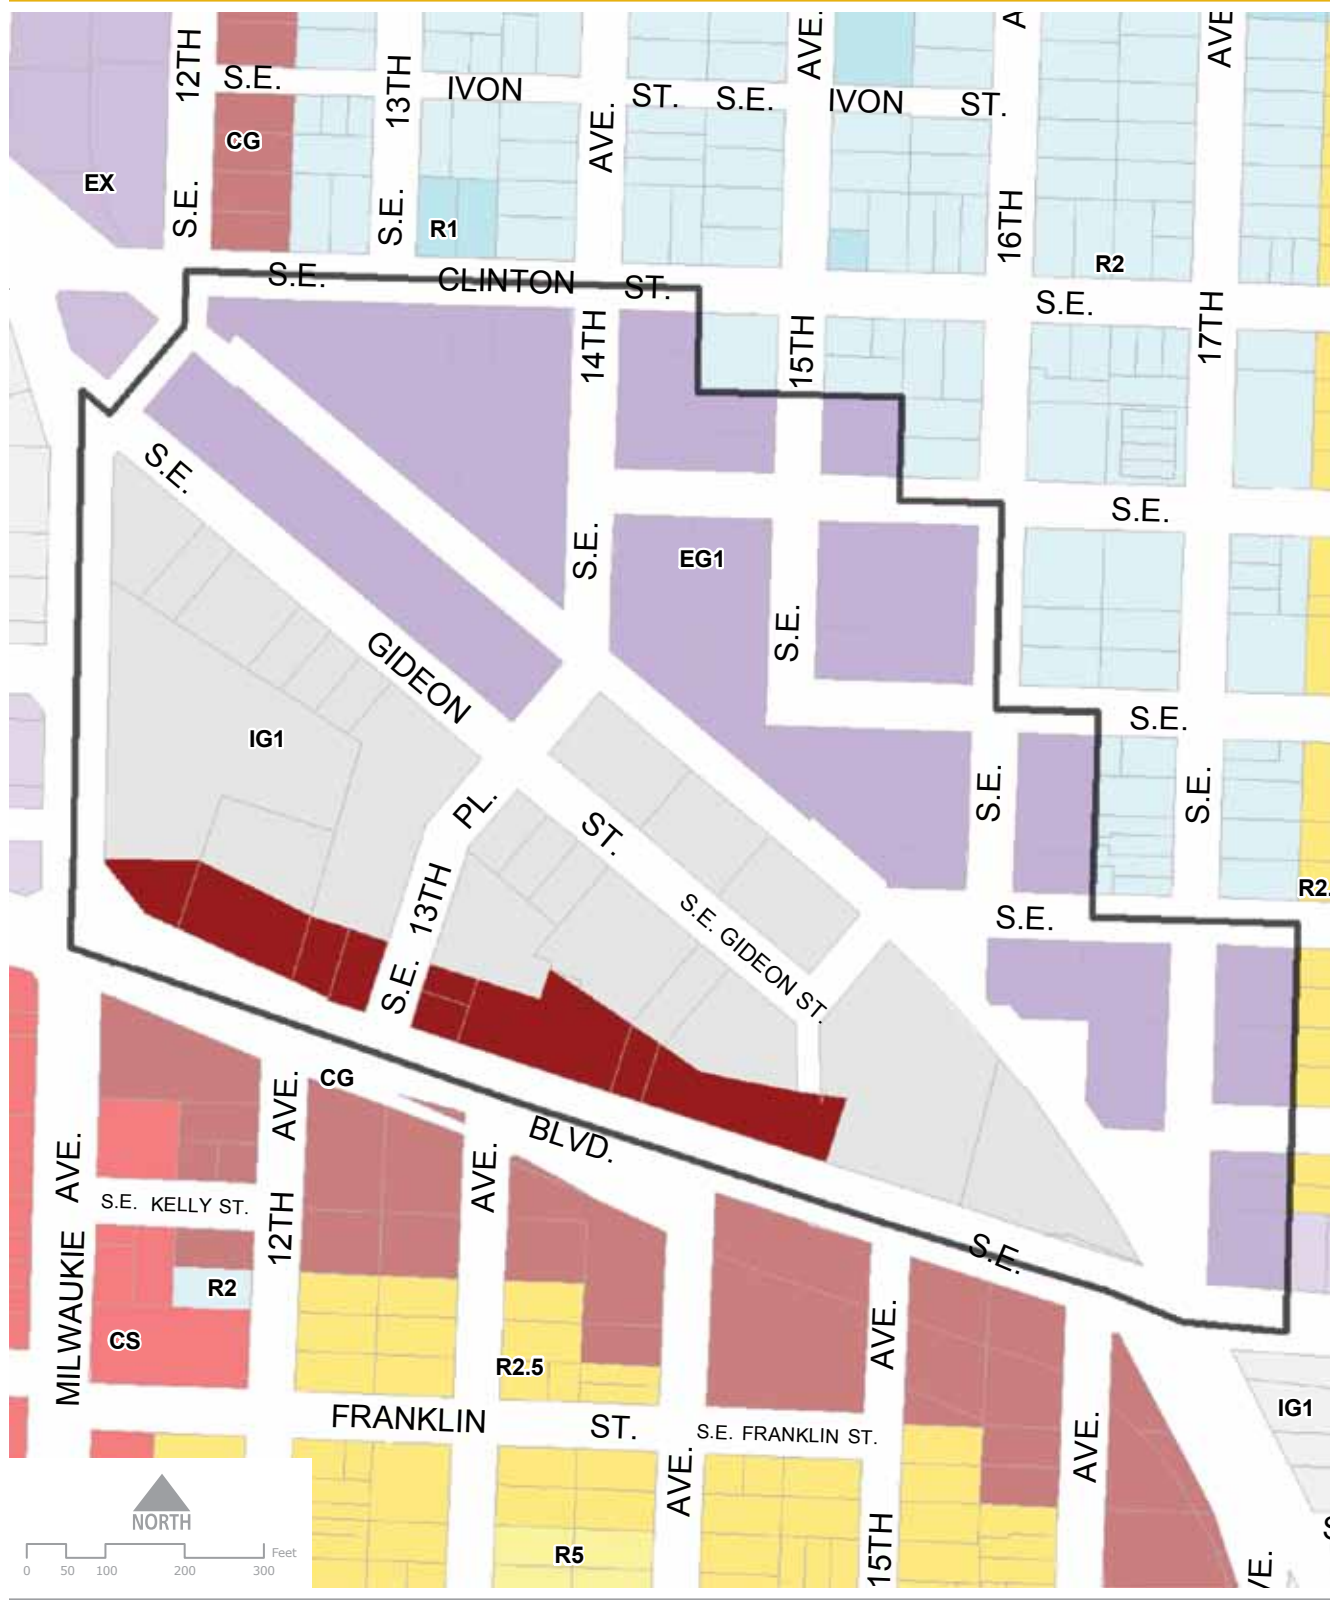 12TH
S.E.
CG
S.E.
13TH
S.E.
IVON
ST.
S.E.
IVON
ST.
AVE.
AVE.
A
AVE
EX
R1
16TH
R2
S.E.
CLINTON
ST.
S.E.
14TH
15TH
17TH
S.E.
S.E.
EG1
S.E.
S.E.
GIDEON
IG1
PL.
ST.
S.E.
S.E.
S.E.
R2.
S.E. GIDEON ST.
S.E.
13TH
S.E.
CG
AVE.
BLVD.
AVE.
AVE.
S.E. KELLY ST.
12TH
S.E.
R2
MILWAUKIE
CS
R2.5
AVE.
IG1
FRANKLIN
ST.
S.E. FRANKLIN ST.
AVE.
AVE.
15TH
R5
VE.
NORTH
Feet
0 50 100 200 300